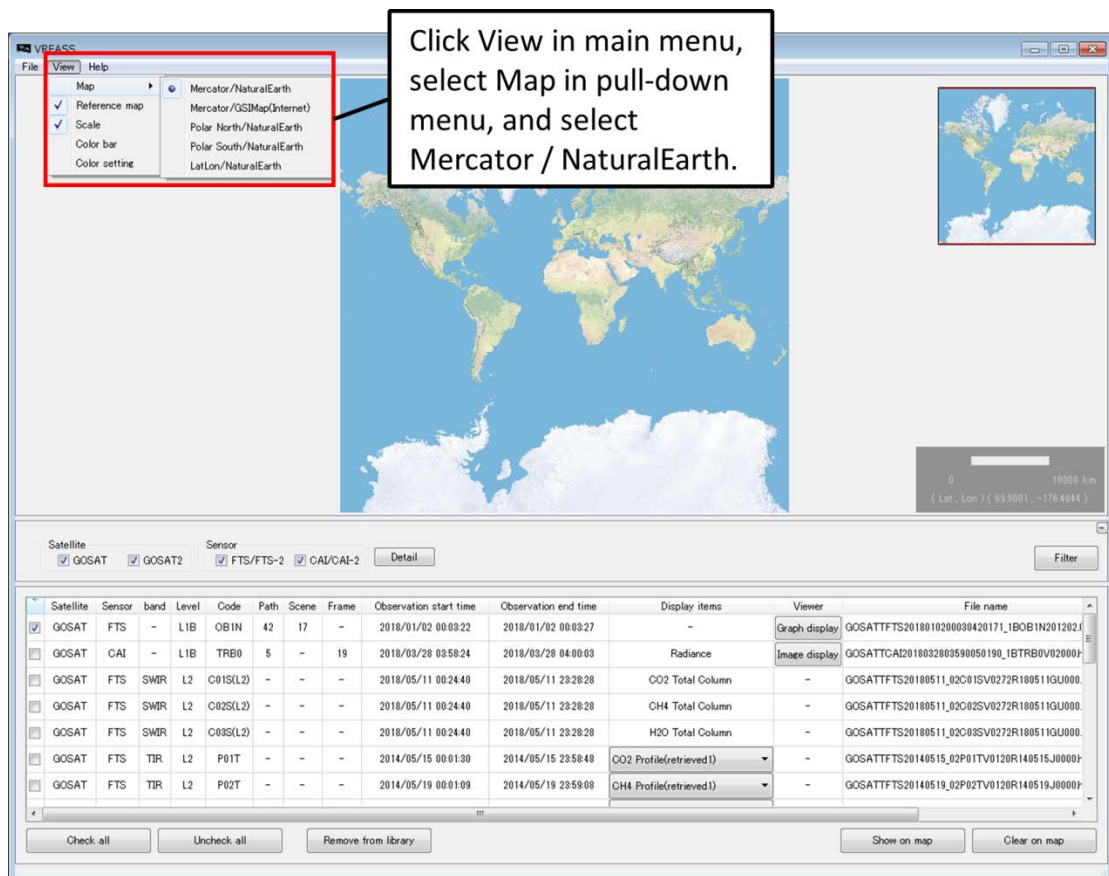 Click View in main menu,
select Map in pull-down
menu, and select
Mercator / NaturalEarth.
VREASS
File View Help
Map
Reference map
Scale
Color bar
Color setting
Mercator/NaturalEarth
Mercator/GSIMap(Internet)
Polar North/NaturalEarth
Polar South/NaturalEarth
LatLon/NaturalEarth
0 10000 km
( Lat , Lon ) ( 69.9001 , -176.4844 )
Satellite Sensor
GOSAT GOSAT2 FTS/FTS-2 CAI/CAI-2 Detail Filter
Satellite Sensor band Level Code Path Scene Frame Observation start time Observation end time Display items Viewer File name
GOSAT FTS - L1B OB1N 42 17 - 2018/01/02 00:03:22 2018/01/02 00:03:27 - Graph display GOSATTFTS2018010200030420171_1BOB1N201202.
GOSAT CAI - L1B TRB0 5 - 19 2018/03/28 03:58:24 2018/03/28 04:00:03 Radiance Image display GOSATTCAI2018032803590050190_1BTRB0V02000
GOSAT FTS SWIR L2 C01S(L2) - - - 2018/05/11 00:24:40 2018/05/11 23:28:28 CO2 Total Column - GOSATTFTS20180511_02C01SV0272R180511GU000.
GOSAT FTS SWIR L2 C02S(L2) - - - 2018/05/11 00:24:40 2018/05/11 23:28:28 CH4 Total Column - GOSATTFTS20180511_02C02SV0272R180511GU000.
GOSAT FTS SWIR L2 C03S(L2) - - - 2018/05/11 00:24:40 2018/05/11 23:28:28 H2O Total Column - GOSATTFTS20180511_02C03SV0272R180511GU000.
GOSAT FTS TIR L2 P01T - - - 2014/05/15 00:01:30 2014/05/15 23:58:48 CO2 Profile(retrieved1) - GOSATTFTS20140515_02P01TV0120R140515J0000
GOSAT FTS TIR L2 P02T - - - 2014/05/19 00:01:09 2014/05/19 23:59:08 CH4 Profile(retrieved1) - GOSATTFTS20140519_02P02TV0120R140519J0000
Check all Uncheck all Remove from library Show on map Clear on map